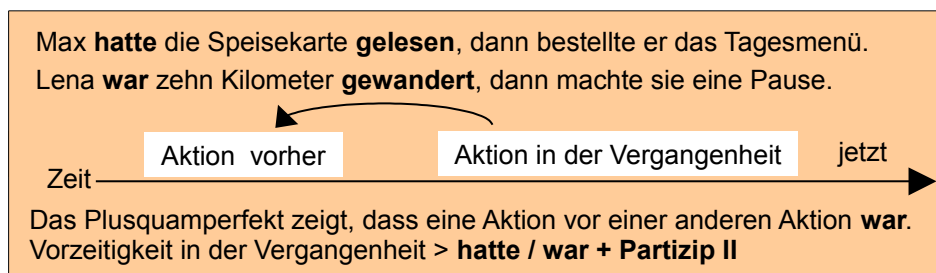 Max hatte die Speisekarte gelesen, dann bestellte er das Tagesmenü.
Lena war zehn Kilometer gewandert, dann machte sie eine Pause.
Aktion vorher
Aktion in der Vergangenheit
jetzt
Zeit
Das Plusquamperfekt zeigt, dass eine Aktion vor einer anderen Aktion war.
Vorzeitigkeit in der Vergangenheit > hatte / war + Partizip II